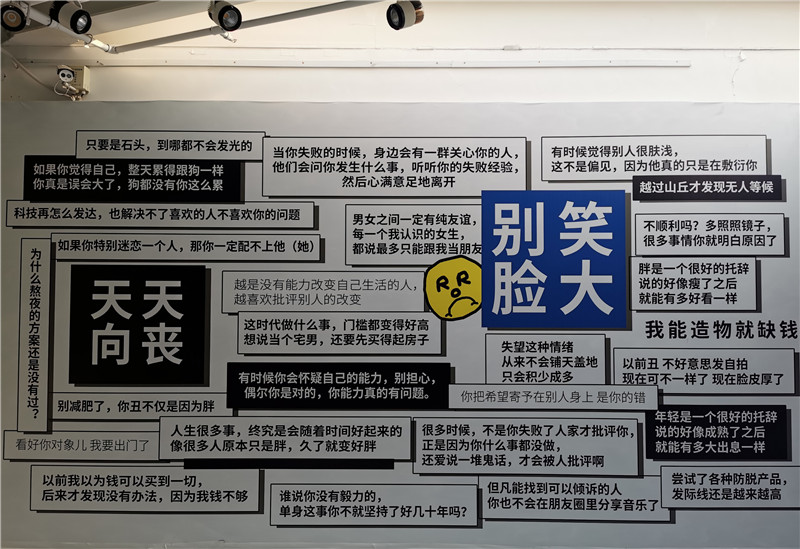 只要是石头，到哪都不会发光的
如果你觉得自己，整天累得跟狗一样
你真是误会大了，狗都没有你这么累
科技再怎么发达，也解决不了喜欢的人不喜欢你的问题
当你失败的时候，身边会有一群关心你的人，
他们会问你发生什么事，听听你的失败经验，
然后心满意足地离开
有时候觉得别人很肤浅，
这不是偏见，因为他真的只是在敷衍你
越过山丘才发现无人等候
男女之间一定有纯友谊，
每一个我认识的女生，
都说最多只能跟我当朋友
别 笑
脸 大
不顺利吗？多照照镜子，
很多事情你就明白原因了
为什么熬夜的方案还是没有过？
如果你特别迷恋一个人，那你一定配不上他（她）
天 天
向 丧
越是没有能力改变自己生活的人，
越喜欢批评别人的改变
RR
胖是一个很好的托辞
说的好像瘦了之后
就能有多好看一样
这时代做什么事，门槛都变得好高
想说当个宅男，还要先买得起房子
我能造物就缺钱
失望这种情绪
从来不会铺天盖地
只会积少成多
以前丑 不好意思发自拍
现在可不一样了 现在脸皮厚了
有时候你会怀疑自己的能力，别担心，
偶尔你是对的，你能力真的有问题。
你把希望寄予在别人身上 是你的错
别减肥了，你丑不仅是因为胖
年轻是一个很好的托辞
说的好像成熟了之后
就能有多大出息一样
看好你对象儿 我要出门了
人生很多事，终究是会随着时间好起来的
像很多人原本只是胖，久了就变好胖
很多时候，不是你失败了人家才批评你，
正是因为你什么事都没做，
还爱说一堆鬼话，才会被人批评啊
以前我以为钱可以买到一切，
后来才发现没有办法，因为我钱不够
谁说你没有毅力的，
单身这事你不就坚持了好几十年吗？
但凡能找到可以倾诉的人
你也不会在朋友圈里分享音乐了
尝试了各种防脱产品，
发际线还是越来越高